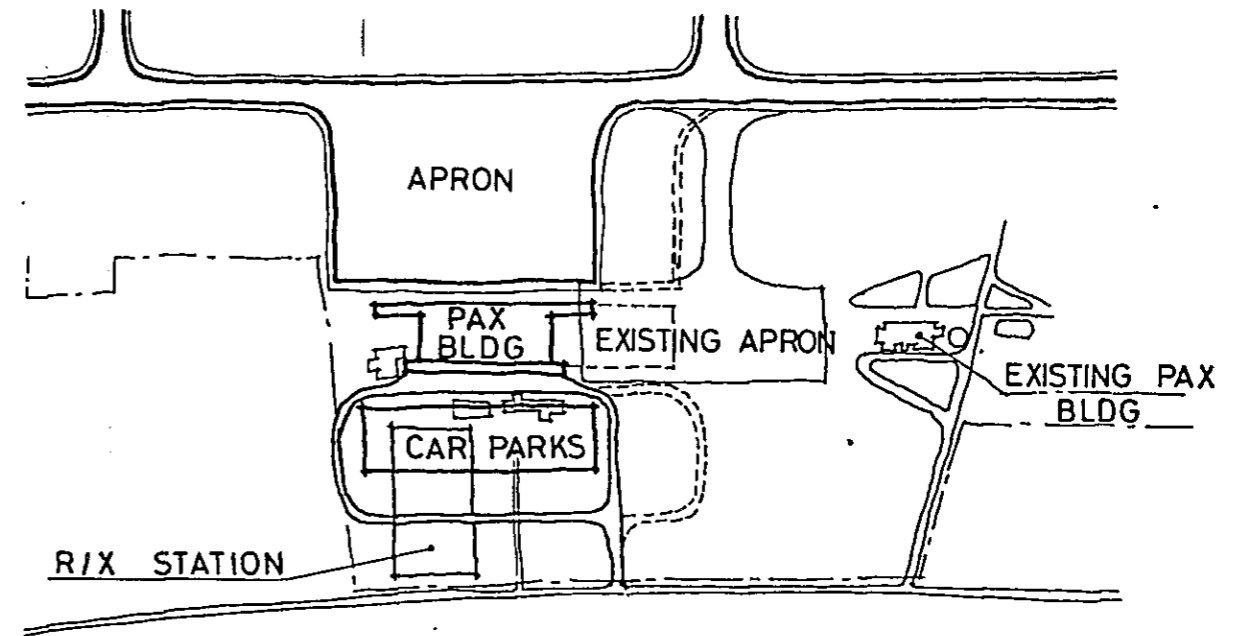 APRON
PAX
BLDG
EXISTING APRON
EXISTING PAX
BLDG
CAR PARKS
R/X STATION